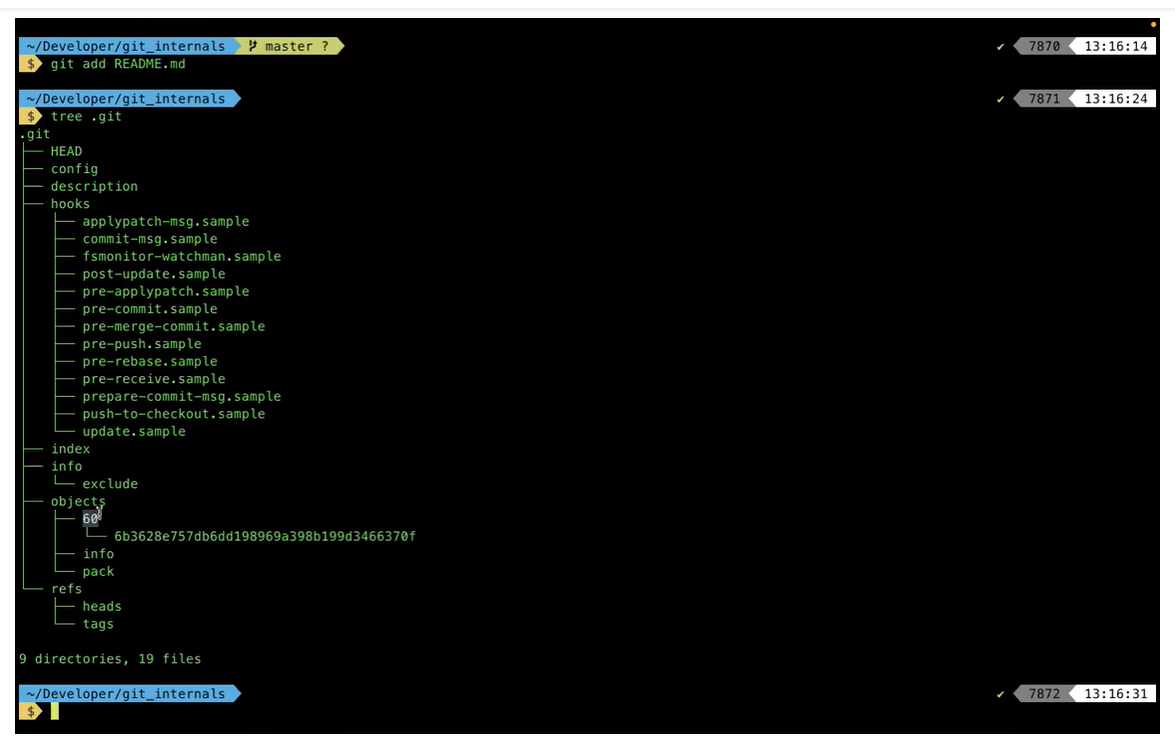 ~/Developer/git_internals master ? ✔ 7870 13:16:14
$ git add README.md
~/Developer/git_internals ✔ 7871 13:16:24
$ tree .git
.git
├── HEAD
├── config
├── description
├── hooks
│   ├── applypatch-msg.sample
│   ├── commit-msg.sample
│   ├── fsmonitor-watchman.sample
│   ├── post-update.sample
│   ├── pre-applypatch.sample
│   ├── pre-commit.sample
│   ├── pre-merge-commit.sample
│   ├── pre-push.sample
│   ├── pre-rebase.sample
│   ├── pre-receive.sample
│   ├── prepare-commit-msg.sample
│   ├── push-to-checkout.sample
│   └── update.sample
├── index
├── info
│   └── exclude
├── objects
│   ├── 60
│   │   └── 6b3628e757db6dd198969a398b199d3466370f
│   ├── info
│   └── pack
└── refs
    ├── heads
    └── tags
9 directories, 19 files
~/Developer/git_internals ✔ 7872 13:16:31
$